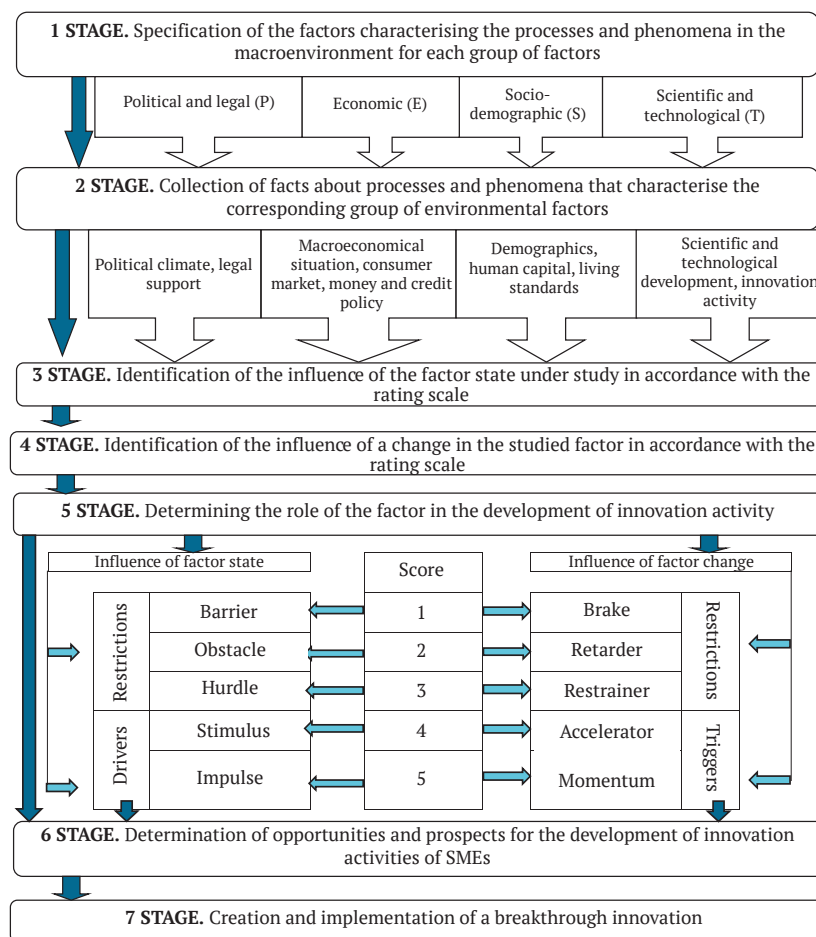 1 STAGE. Specification of the factors characterising the processes and phenomena in the
macroenvironment for each group of factors
Political and legal (P)
Economic (E)
Socio-
demographic (S)
Scientific and
technological (T)
2 STAGE. Collection of facts about processes and phenomena that characterise the
corresponding group of environmental factors
Political climate, legal
support
Macroeconomical
situation, consumer
market, money and credit
policy
Demographics,
human capital, living
standards
Scientific and
technological
development, innovation
activity
3 STAGE. Identification of the influence of the factor state under study in accordance with the
rating scale
4 STAGE. Identification of the influence of a change in the studied factor in accordance with the
rating scale
5 STAGE. Determining the role of the factor in the development of innovation activity
Influence of factor state
Score
Influence of factor change
Restrictions
Barrier
1
Brake
Restrictions
Obstacle
2
Retarder
Hurdle
3
Restrainer
Drivers
Stimulus
4
Accelerator
Triggers
Impulse
5
Momentum
6 STAGE. Determination of opportunities and prospects for the development of innovation
activities of SMEs
7 STAGE. Creation and implementation of a breakthrough innovation